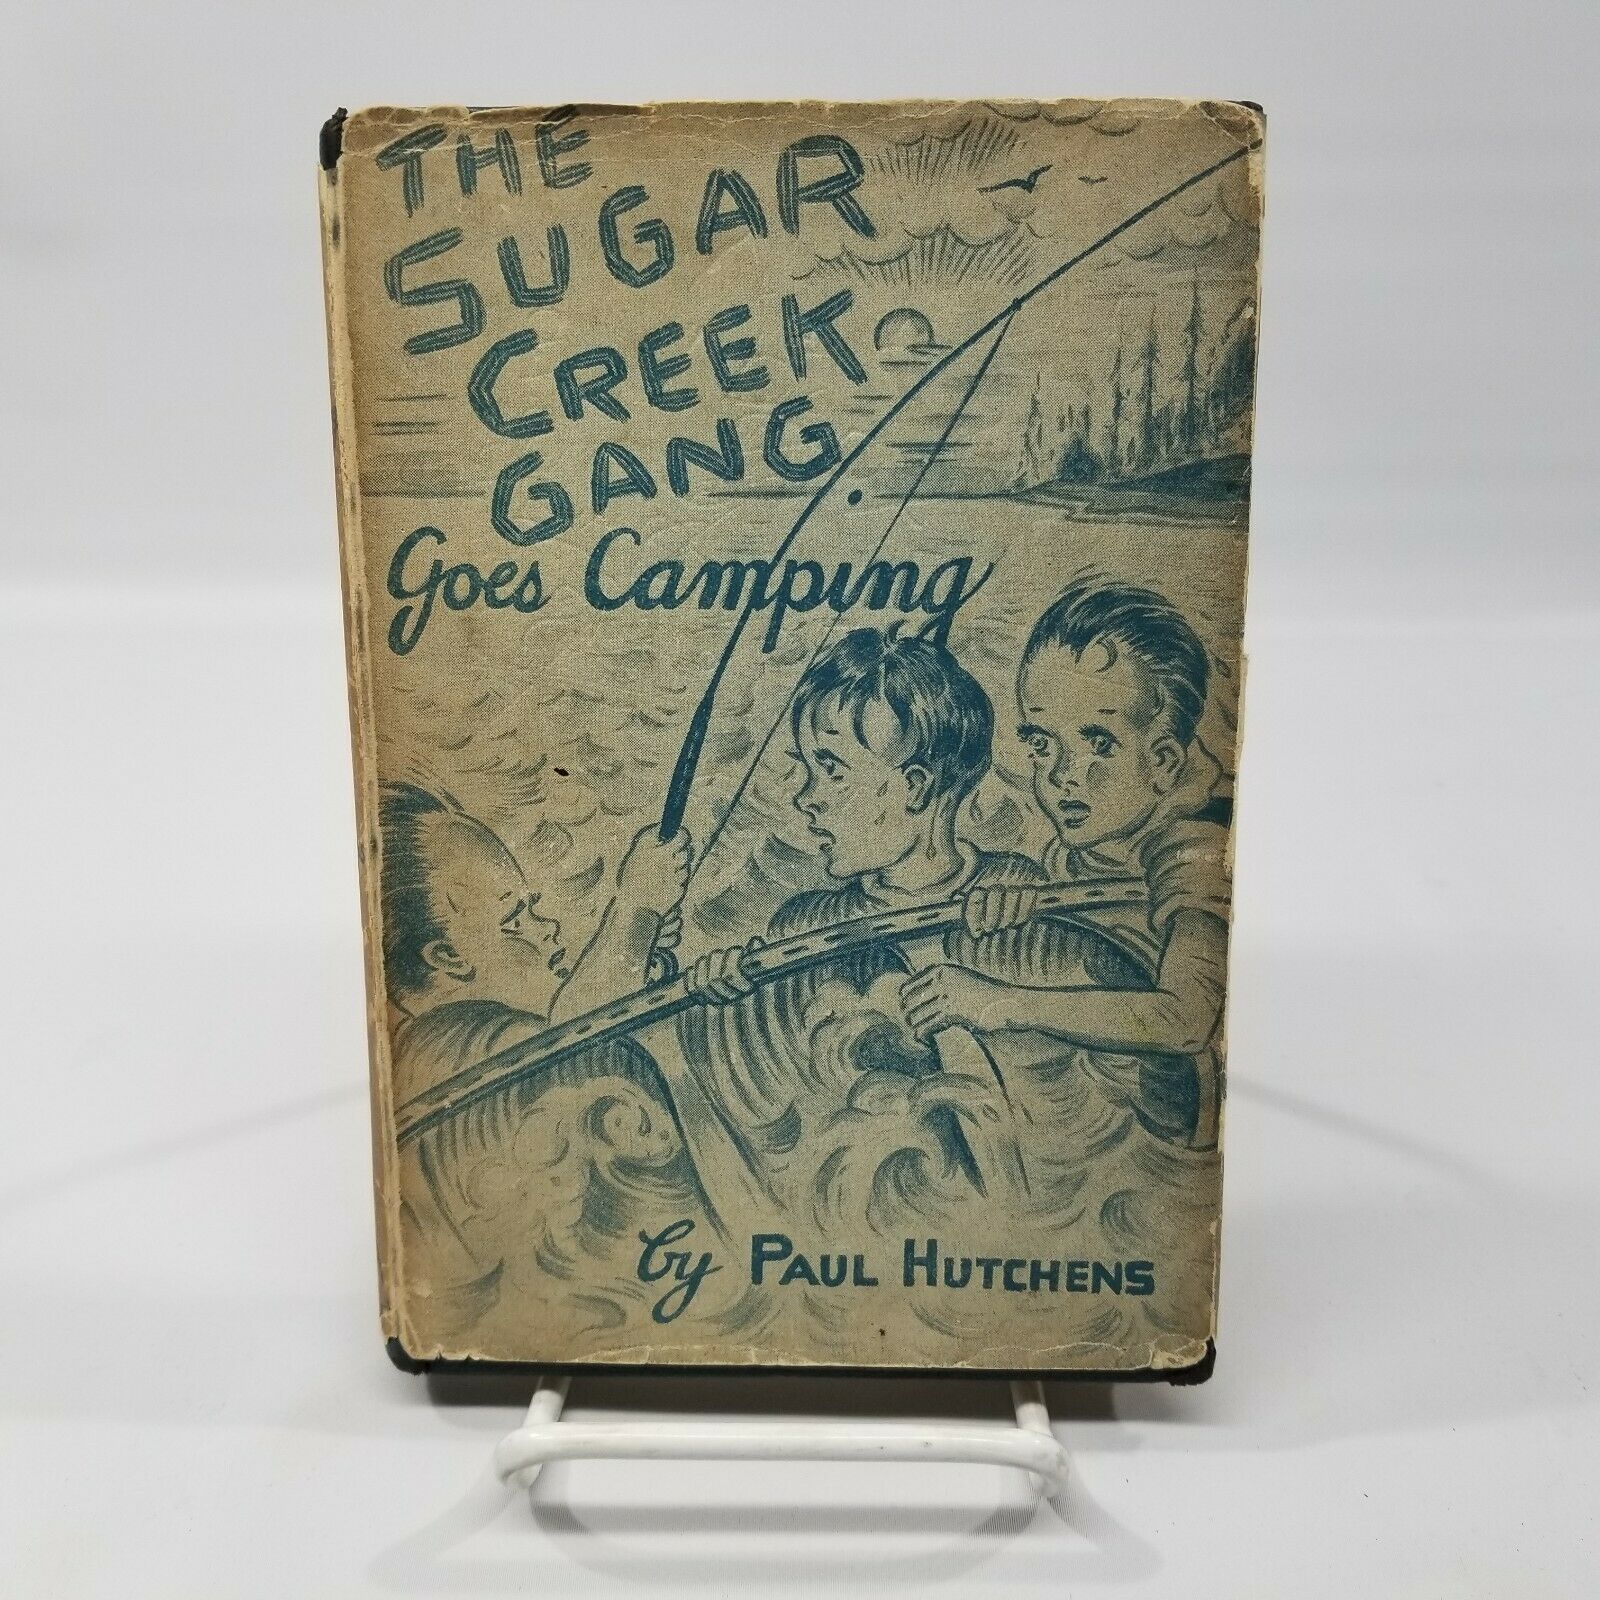 THE
SUGAR
CREEK
GANG
Goes Camping
by PAUL HUTCHENS